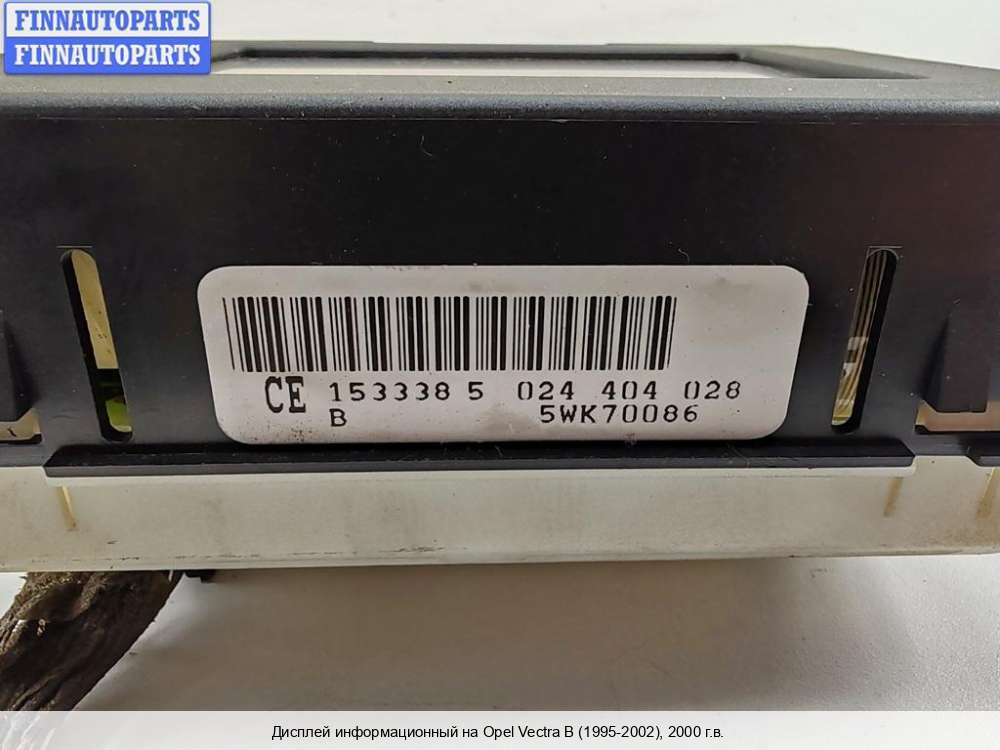 FINNAUTOPARTS
FINNAUTOPARTS
CE 153338 5 024 404 028
B 5WK70086
Дисплей информационный на Opel Vectra B (1995-2002), 2000 г.в.